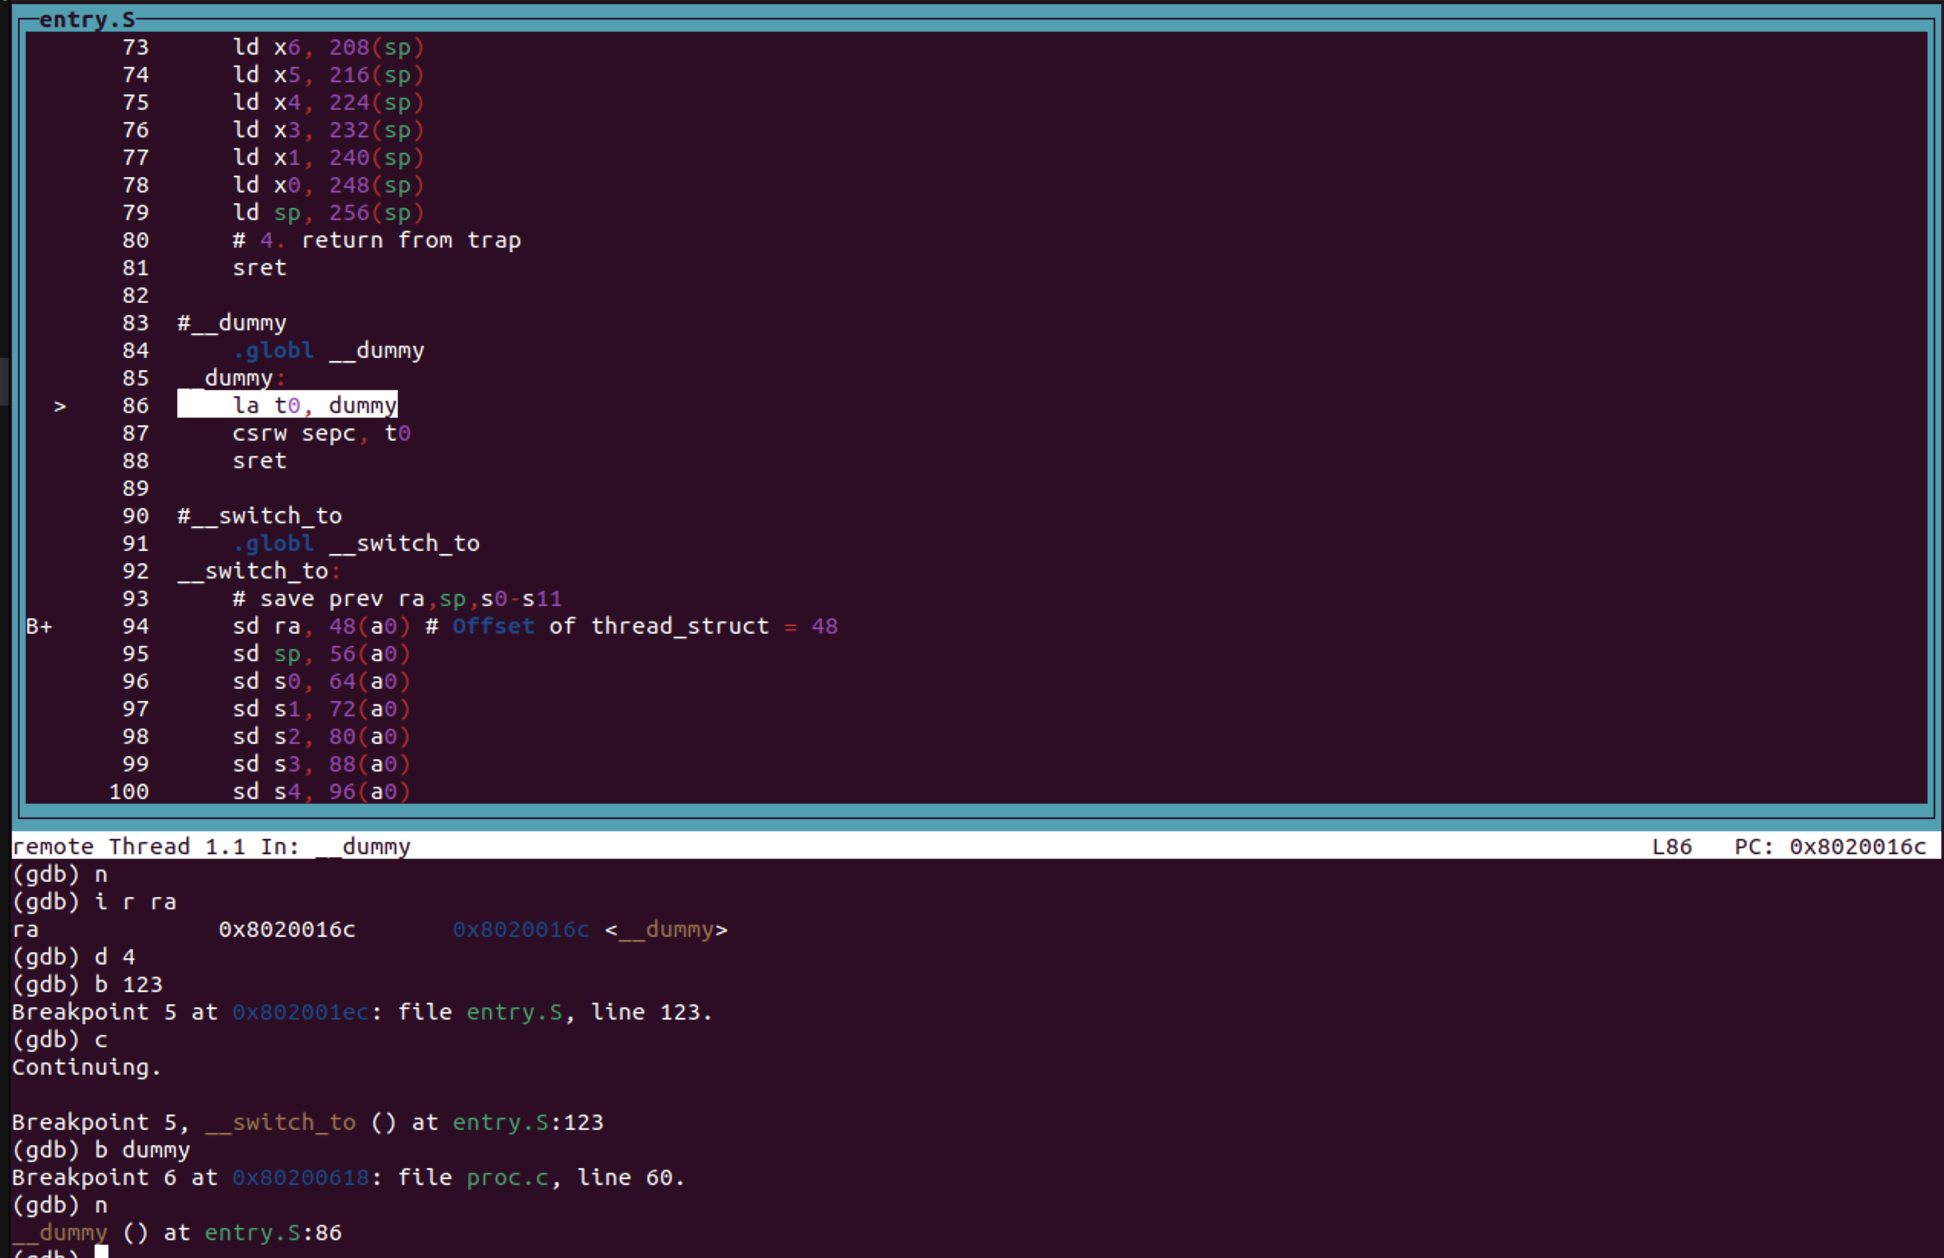 entry.S
73 ld x6, 208(sp)
74 ld x5, 216(sp)
75 ld x4, 224(sp)
76 ld x3, 232(sp)
77 ld x1, 240(sp)
78 ld x0, 248(sp)
79 ld sp, 256(sp)
80 # 4. return from trap
81 sret
82
83 #__dummy
84 .globl __dummy
85 __dummy:
> 86 la t0, dummy
87 csrw sepc, t0
88 sret
89
90 #__switch_to
91 .globl __switch_to
92 __switch_to:
93 # save prev ra,sp,s0-s11
B+ 94 sd ra, 48(a0) # Offset of thread_struct = 48
95 sd sp, 56(a0)
96 sd s0, 64(a0)
97 sd s1, 72(a0)
98 sd s2, 80(a0)
99 sd s3, 88(a0)
100 sd s4, 96(a0)
remote Thread 1.1 In: __dummy L86 PC: 0x8020016c
(gdb) n
(gdb) i r ra
ra 0x8020016c 0x8020016c <__dummy>
(gdb) d 4
(gdb) b 123
Breakpoint 5 at 0x802001ec: file entry.S, line 123.
(gdb) c
Continuing.
Breakpoint 5, __switch_to () at entry.S:123
(gdb) b dummy
Breakpoint 6 at 0x80200618: file proc.c, line 60.
(gdb) n
__dummy () at entry.S:86
(gdb)